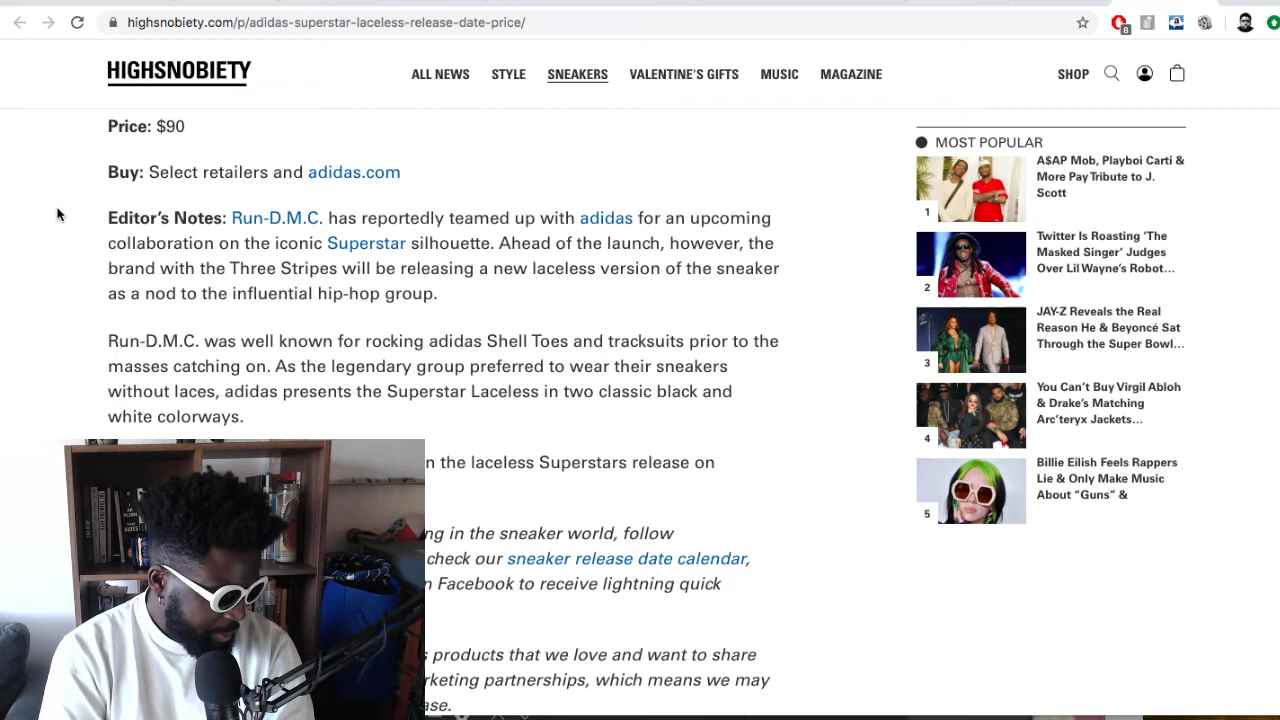 highsnobiety.com/p/adidas-superstar-laceless-release-date-price/
8
HIGHSNOBIETY
ALL NEWS STYLE SNEAKERS VALENTINE'S GIFTS MUSIC MAGAZINE
SHOP
Price: $90
Buy: Select retailers and adidas.com
Editor’s Notes: Run-D.M.C. has reportedly teamed up with adidas for an upcoming
collaboration on the iconic Superstar silhouette. Ahead of the launch, however, the
brand with the Three Stripes will be releasing a new laceless version of the sneaker
as a nod to the influential hip-hop group.
Run-D.M.C. was well known for rocking adidas Shell Toes and tracksuits prior to the
masses catching on. As the legendary group preferred to wear their sneakers
without laces, adidas presents the Superstar Laceless in two classic black and
white colorways.
n the laceless Superstars release on
ng in the sneaker world, follow
check our sneaker release date calendar,
n Facebook to receive lightning quick
s products that we love and want to share
rketing partnerships, which means we may
ase.
MOST POPULAR
A$AP Mob, Playboi Carti &
More Pay Tribute to J.
Scott
1
Twitter Is Roasting ‘The
Masked Singer’ Judges
Over Lil Wayne’s Robot…
2
JAY-Z Reveals the Real
Reason He & Beyoncé Sat
Through the Super Bowl…
3
You Can’t Buy Virgil Abloh
& Drake’s Matching
Arc’teryx Jackets…
4
Billie Eilish Feels Rappers
Lie & Only Make Music
About “Guns” &
5